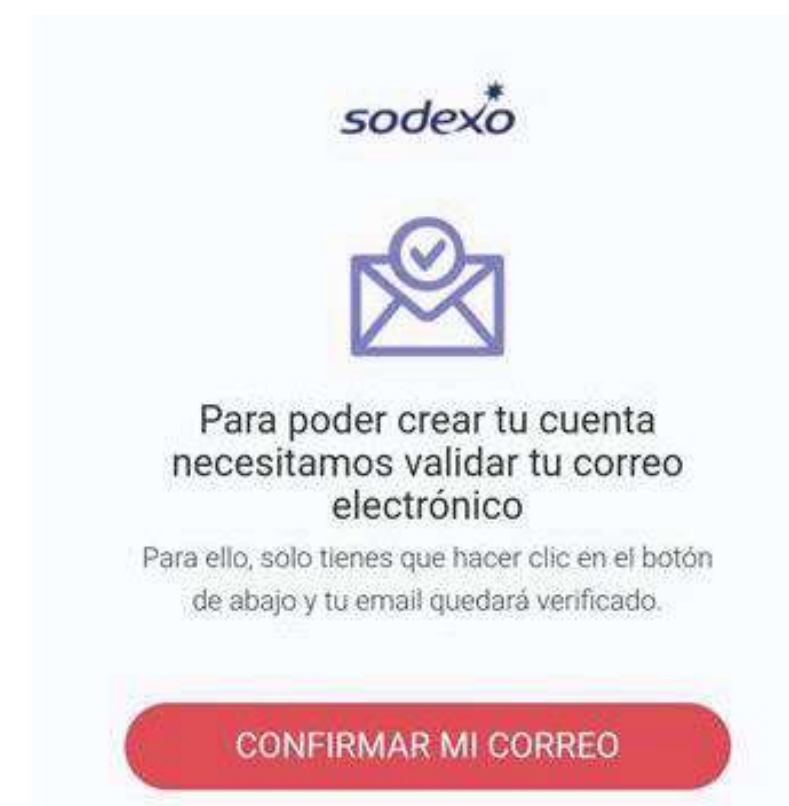 sodexo
Para poder crear tu cuenta
necesitamos validar tu correo
electrónico
Para ello, solo tienes que hacer clic en el botón
de abajo y tu email quedará verificado.
CONFIRMAR MI CORREO